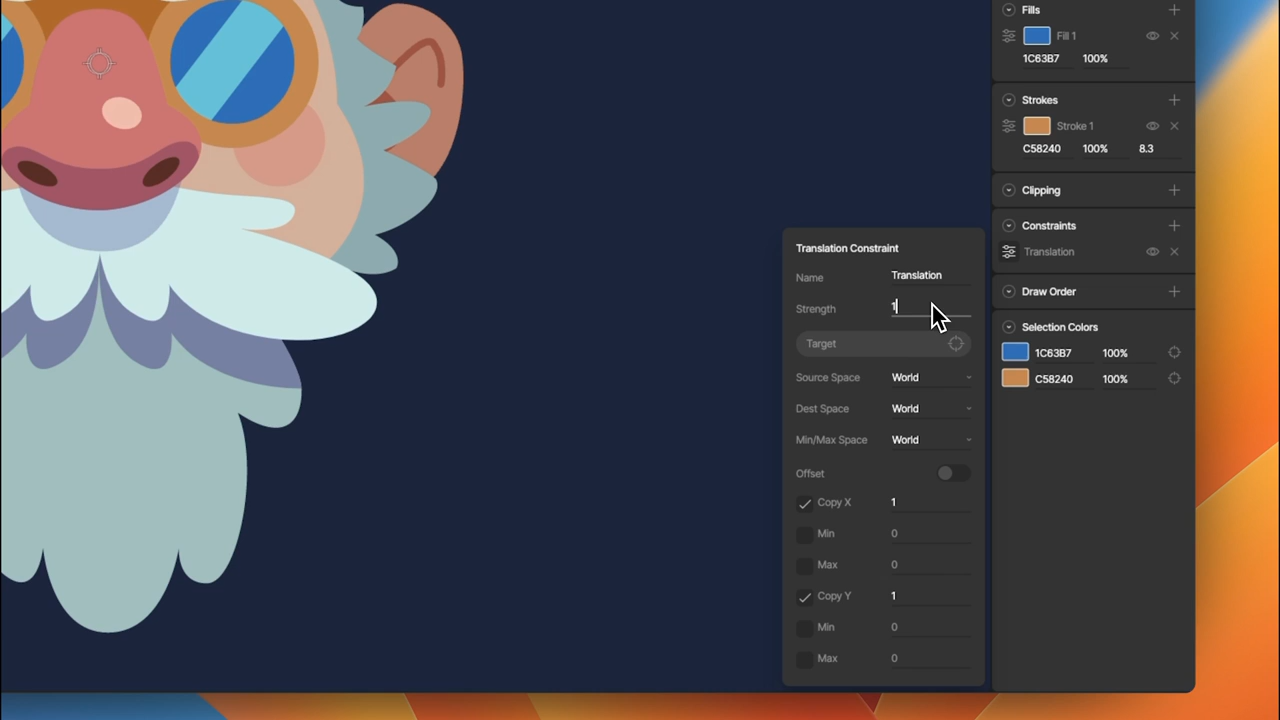 Fills
Fill 1
1C63B7 100%
Strokes
Stroke 1
C58240 100% 8.3
Clipping
Constraints
Translation
Draw Order
Selection Colors
1C63B7 100%
C58240 100%
Translation Constraint
Name Translation
Strength 1
Target
Source Space World
Dest Space World
Min/Max Space World
Offset
Copy X 1
Min 0
Max 0
Copy Y 1
Min 0
Max 0